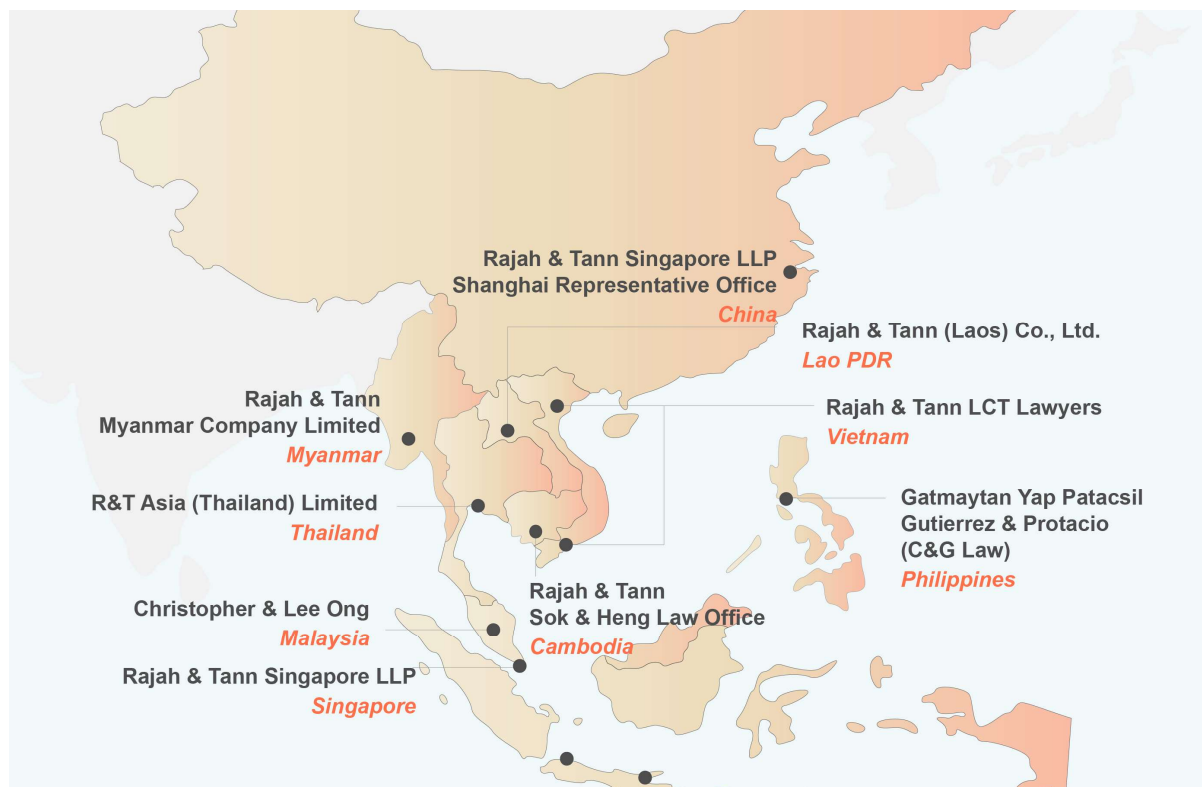 Rajah & Tann Singapore LLP
Shanghai Representative Office
China
Rajah & Tann (Laos) Co., Ltd.
Lao PDR
Rajah & Tann
Myanmar Company Limited
Myanmar
Rajah & Tann LCT Lawyers
Vietnam
R&T Asia (Thailand) Limited
Thailand
Gatmaytan Yap Patacsil
Gutierrez & Protacio
(C&G Law)
Philippines
Rajah & Tann
Sok & Heng Law Office
Cambodia
Christopher & Lee Ong
Malaysia
Rajah & Tann Singapore LLP
Singapore